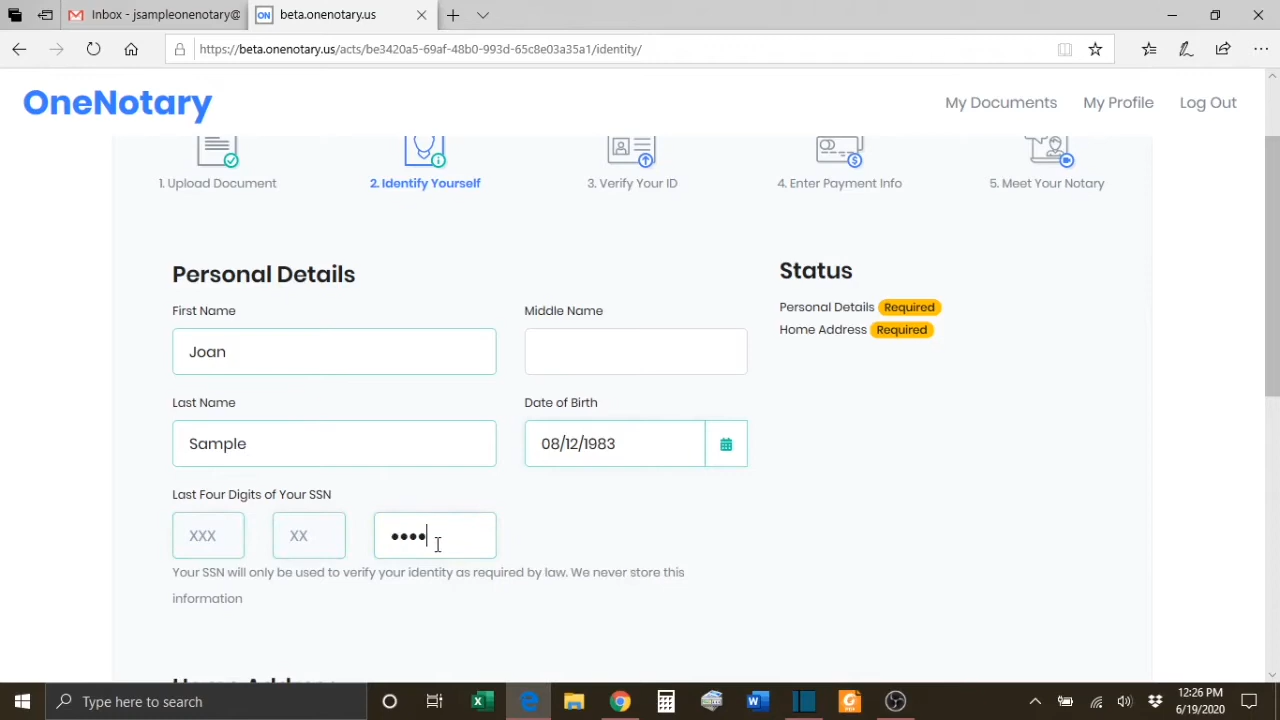 Inbox - jsampleonenotary@
ON beta.onenotary.us
https://beta.onenotary.us/acts/be3420a5-69af-48b0-993d-65c8e03a35a1/identity/
OneNotary
My Documents My Profile Log Out
1. Upload Document
2. Identify Yourself
3. Verify Your ID
4. Enter Payment Info
5. Meet Your Notary
Personal Details
First Name
Joan
Middle Name
Last Name
Sample
Date of Birth
08/12/1983
Last Four Digits of Your SSN
XXX XX ••••
Your SSN will only be used to verify your identity as required by law. We never store this
information
Status
Personal Details Required
Home Address Required
Home Address
Type here to search
12:26 PM
6/19/2020